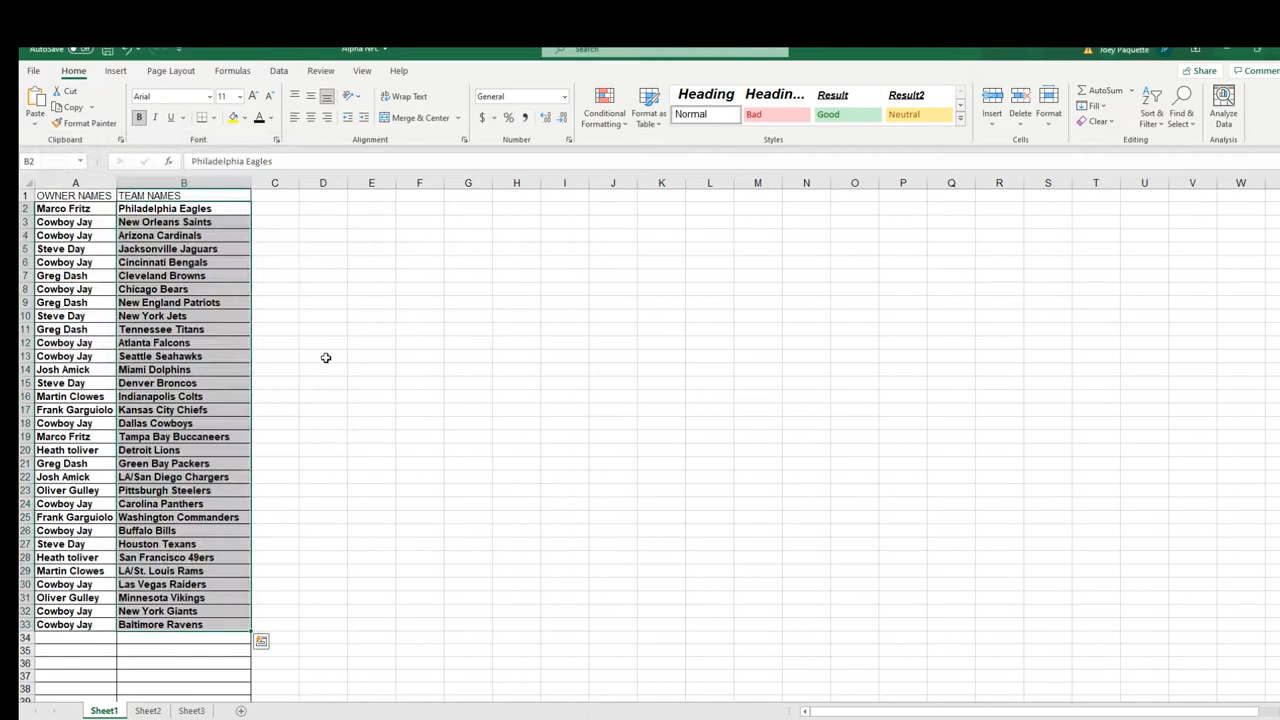 AutoSave Off Alpha NFL Search Joey Paquette JP
File Home Insert Page Layout Formulas Data Review View Help Share Comments
Paste Cut Copy Format Painter Clipboard
Arial 11 A A B I U A Font
Wrap Text Merge & Center Alignment
General $ % , Number
Conditional Formatting Format as Table
Heading Headin... Result Result2
Normal Bad Good Neutral Styles
Insert Delete Format Cells
AutoSum Fill Clear Sort & Filter Find & Select Editing
Analyze Data Analysis
B2 fx Philadelphia Eagles
A B C D E F G H I J K L M N O P Q R S T U V W
1 OWNER NAMES TEAM NAMES
2 Marco Fritz Philadelphia Eagles
3 Cowboy Jay New Orleans Saints
4 Cowboy Jay Arizona Cardinals
5 Steve Day Jacksonville Jaguars
6 Cowboy Jay Cincinnati Bengals
7 Greg Dash Cleveland Browns
8 Cowboy Jay Chicago Bears
9 Greg Dash New England Patriots
10 Steve Day New York Jets
11 Greg Dash Tennessee Titans
12 Cowboy Jay Atlanta Falcons
13 Cowboy Jay Seattle Seahawks
14 Josh Amick Miami Dolphins
15 Steve Day Denver Broncos
16 Martin Clowes Indianapolis Colts
17 Frank Garguiolo Kansas City Chiefs
18 Cowboy Jay Dallas Cowboys
19 Marco Fritz Tampa Bay Buccaneers
20 Heath toliver Detroit Lions
21 Greg Dash Green Bay Packers
22 Josh Amick LA/San Diego Chargers
23 Oliver Gulley Pittsburgh Steelers
24 Cowboy Jay Carolina Panthers
25 Frank Garguiolo Washington Commanders
26 Cowboy Jay Buffalo Bills
27 Steve Day Houston Texans
28 Heath toliver San Francisco 49ers
29 Martin Clowes LA/St. Louis Rams
30 Cowboy Jay Las Vegas Raiders
31 Oliver Gulley Minnesota Vikings
32 Cowboy Jay New York Giants
33 Cowboy Jay Baltimore Ravens
34
35
36
37
38
39
Sheet1 Sheet2 Sheet3